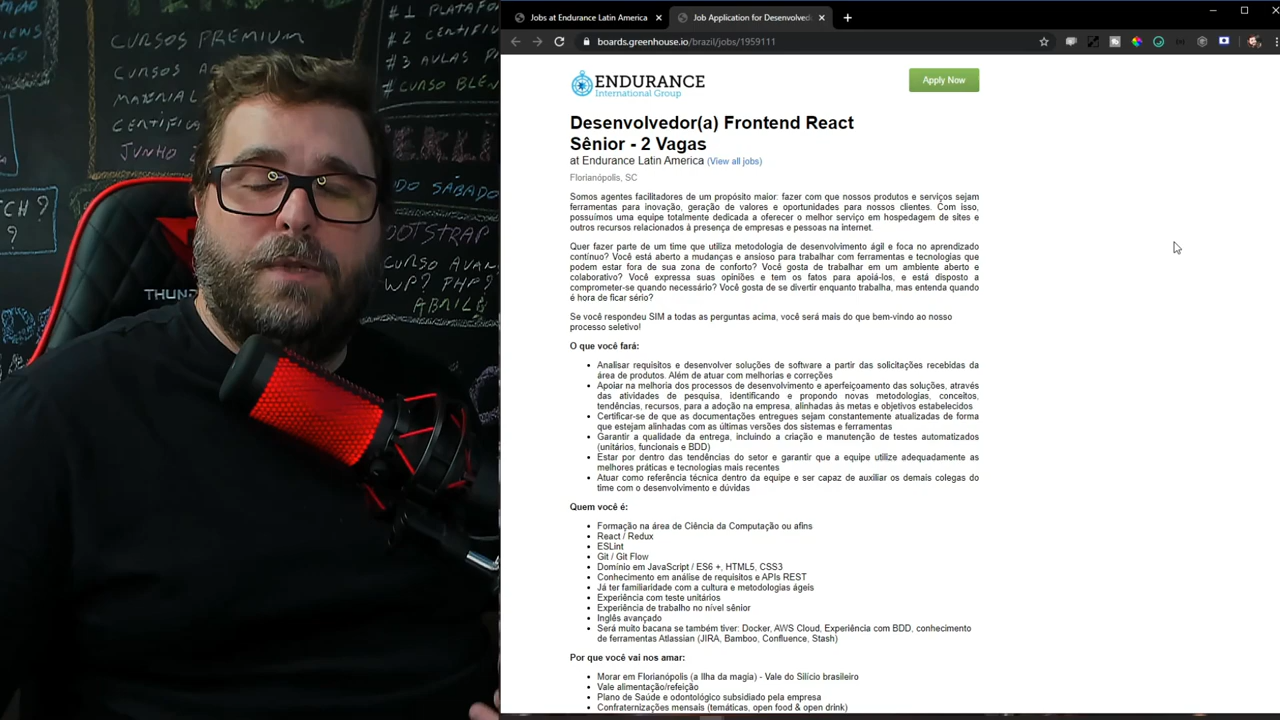 # 1 PLATAFO
CURSOS PREMIUM
# CERTIFIC
# 3 AULAS
CURSO
CURSO BLEN
CERTIFI
JUNHO
DO SÁBADO
CURSO AVAN
THUND
Jobs at Endurance Latin America
Job Application for Desenvolved
boards.greenhouse.io/brazil/jobs/1959111
ENDURANCE
International Group
Apply Now
Desenvolvedor(a) Frontend React
Sênior - 2 Vagas
at Endurance Latin America (View all jobs)
Florianópolis, SC
Somos agentes facilitadores de um propósito maior: fazer com que nossos produtos e serviços sejam
ferramentas para inovação, geração de valores e oportunidades para nossos clientes. Com isso,
possuímos uma equipe totalmente dedicada a oferecer o melhor serviço em hospedagem de sites e
outros recursos relacionados à presença de empresas e pessoas na internet.
Quer fazer parte de um time que utiliza metodologia de desenvolvimento ágil e foca no aprendizado
contínuo? Você está aberto a mudanças e ansioso para trabalhar com ferramentas e tecnologias que
podem estar fora de sua zona de conforto? Você gosta de trabalhar em um ambiente aberto e
colaborativo? Você expressa suas opiniões e tem os fatos para apoiá-los, e está disposto a
comprometer-se quando necessário? Você gosta de se divertir enquanto trabalha, mas entenda quando
é hora de ficar sério?
Se você respondeu SIM a todas as perguntas acima, você será mais do que bem-vindo ao nosso
processo seletivo!
O que você fará:
• Analisar requisitos e desenvolver soluções de software a partir das solicitações recebidas da
área de produtos. Além de atuar com melhorias e correções
• Apoiar na melhoria dos processos de desenvolvimento e aperfeiçoamento das soluções, através
das atividades de pesquisa, identificando e propondo novas metodologias, conceitos,
tendências, recursos, para a adoção na empresa, alinhadas às metas e objetivos estabelecidos
• Certificar-se de que as documentações entregues sejam constantemente atualizadas de forma
que estejam alinhadas com as últimas versões dos sistemas e ferramentas
• Garantir a qualidade da entrega, incluindo a criação e manutenção de testes automatizados
(unitários, funcionais e BDD)
• Estar por dentro das tendências do setor e garantir que a equipe utilize adequadamente as
melhores práticas e tecnologias mais recentes
• Atuar como referência técnica dentro da equipe e ser capaz de auxiliar os demais colegas do
time com o desenvolvimento e dúvidas
Quem você é:
• Formação na área de Ciência da Computação ou afins
• React / Redux
• ESLint
• Git / Git Flow
• Domínio em JavaScript / ES6 +, HTML5, CSS3
• Conhecimento em análise de requisitos e APIs REST
• Já ter familiaridade com a cultura e metodologias ágeis
• Experiência com teste unitários
• Experiência de trabalho no nível sênior
• Inglês avançado
• Será muito bacana se também tiver: Docker, AWS Cloud, Experiência com BDD, conhecimento
de ferramentas Atlassian (JIRA, Bamboo, Confluence, Stash)
Por que você vai nos amar:
• Morar em Florianópolis (a Ilha da magia) - Vale do Silício brasileiro
• Vale alimentação/refeição
• Plano de Saúde e odontológico subsidiado pela empresa
• Confraternizações mensais (temáticas, open food & open drink)